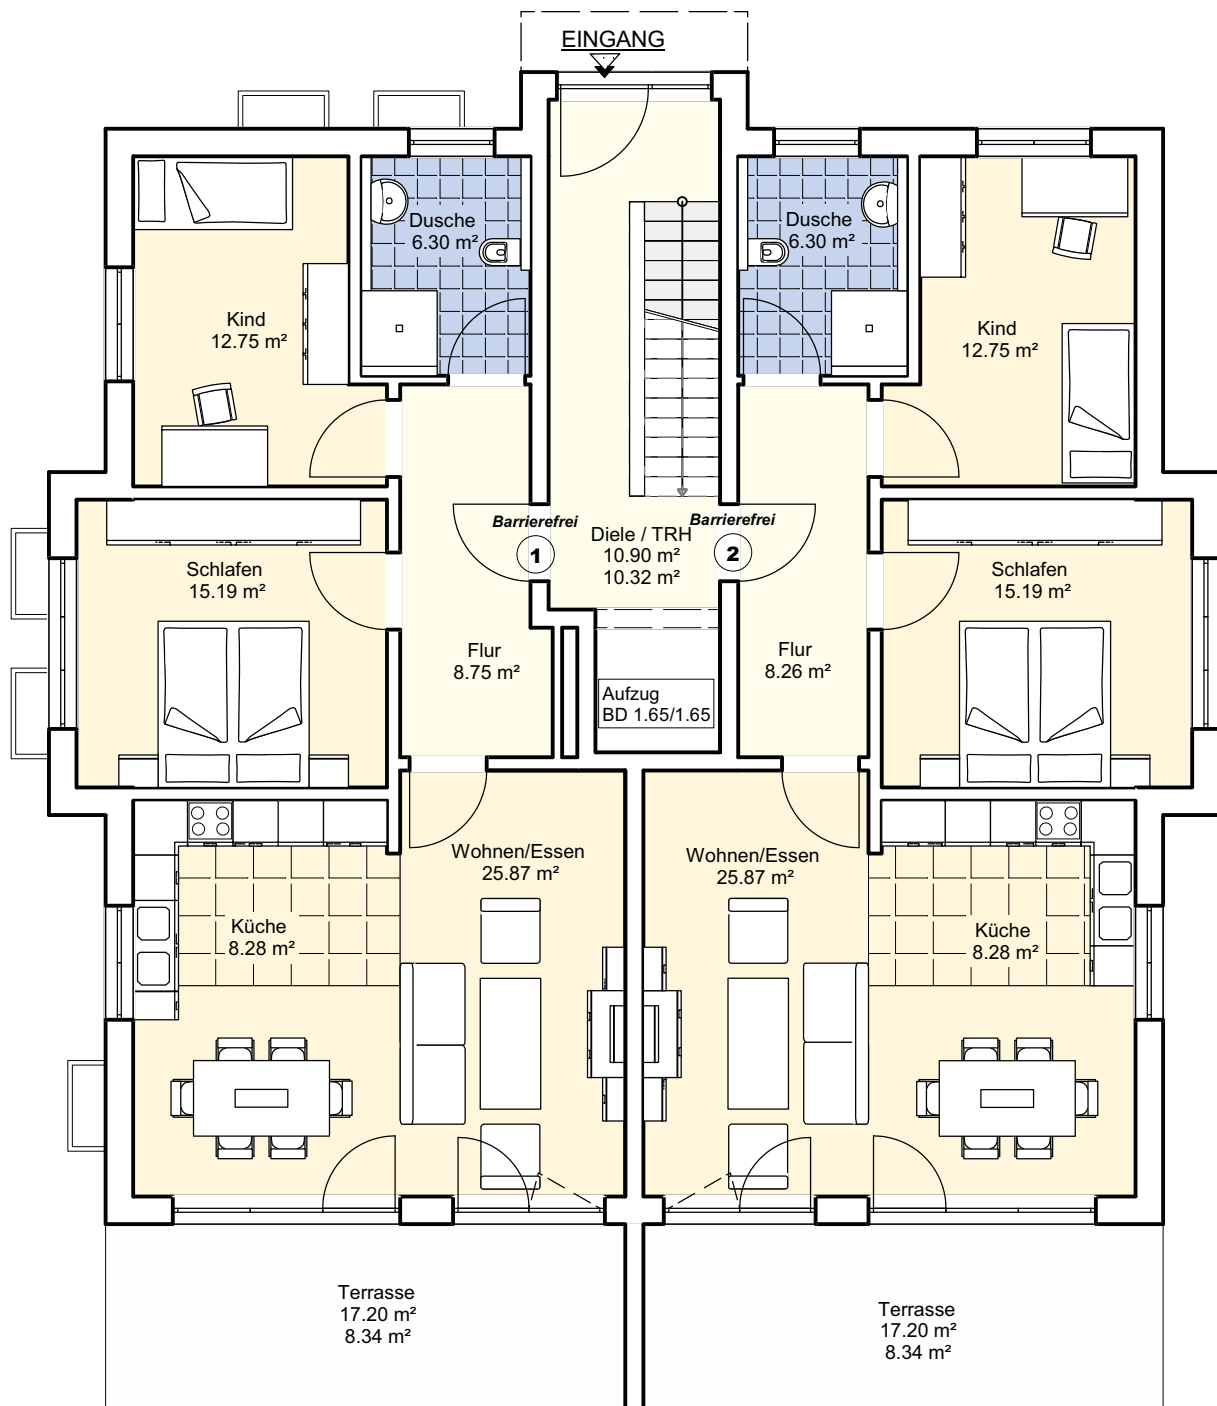 EINGANG
Dusche
6.30 m²
Dusche
6.30 m²
Kind
12.75 m²
Kind
12.75 m²
Barrierefrei
1
Diele / TRH
10.90 m²
10.32 m²
Barrierefrei
2
Schlafen
15.19 m²
Schlafen
15.19 m²
Flur
8.75 m²
Flur
8.26 m²
Aufzug
BD 1.65/1.65
Wohnen/Essen
25.87 m²
Wohnen/Essen
25.87 m²
Küche
8.28 m²
Küche
8.28 m²
Terrasse
17.20 m²
8.34 m²
Terrasse
17.20 m²
8.34 m²